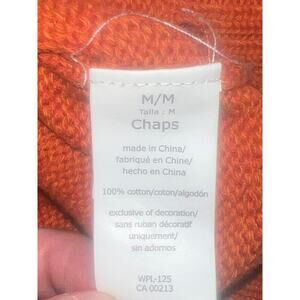 M/M
Talla : M
Chaps
made in China/
fabriqué en Chine/
hecho en China
100% cotton/coton/algodón
exclusive of decoration/
sans ruban décoratif
uniquement/
sin adornos
WPL-125
CA 00213